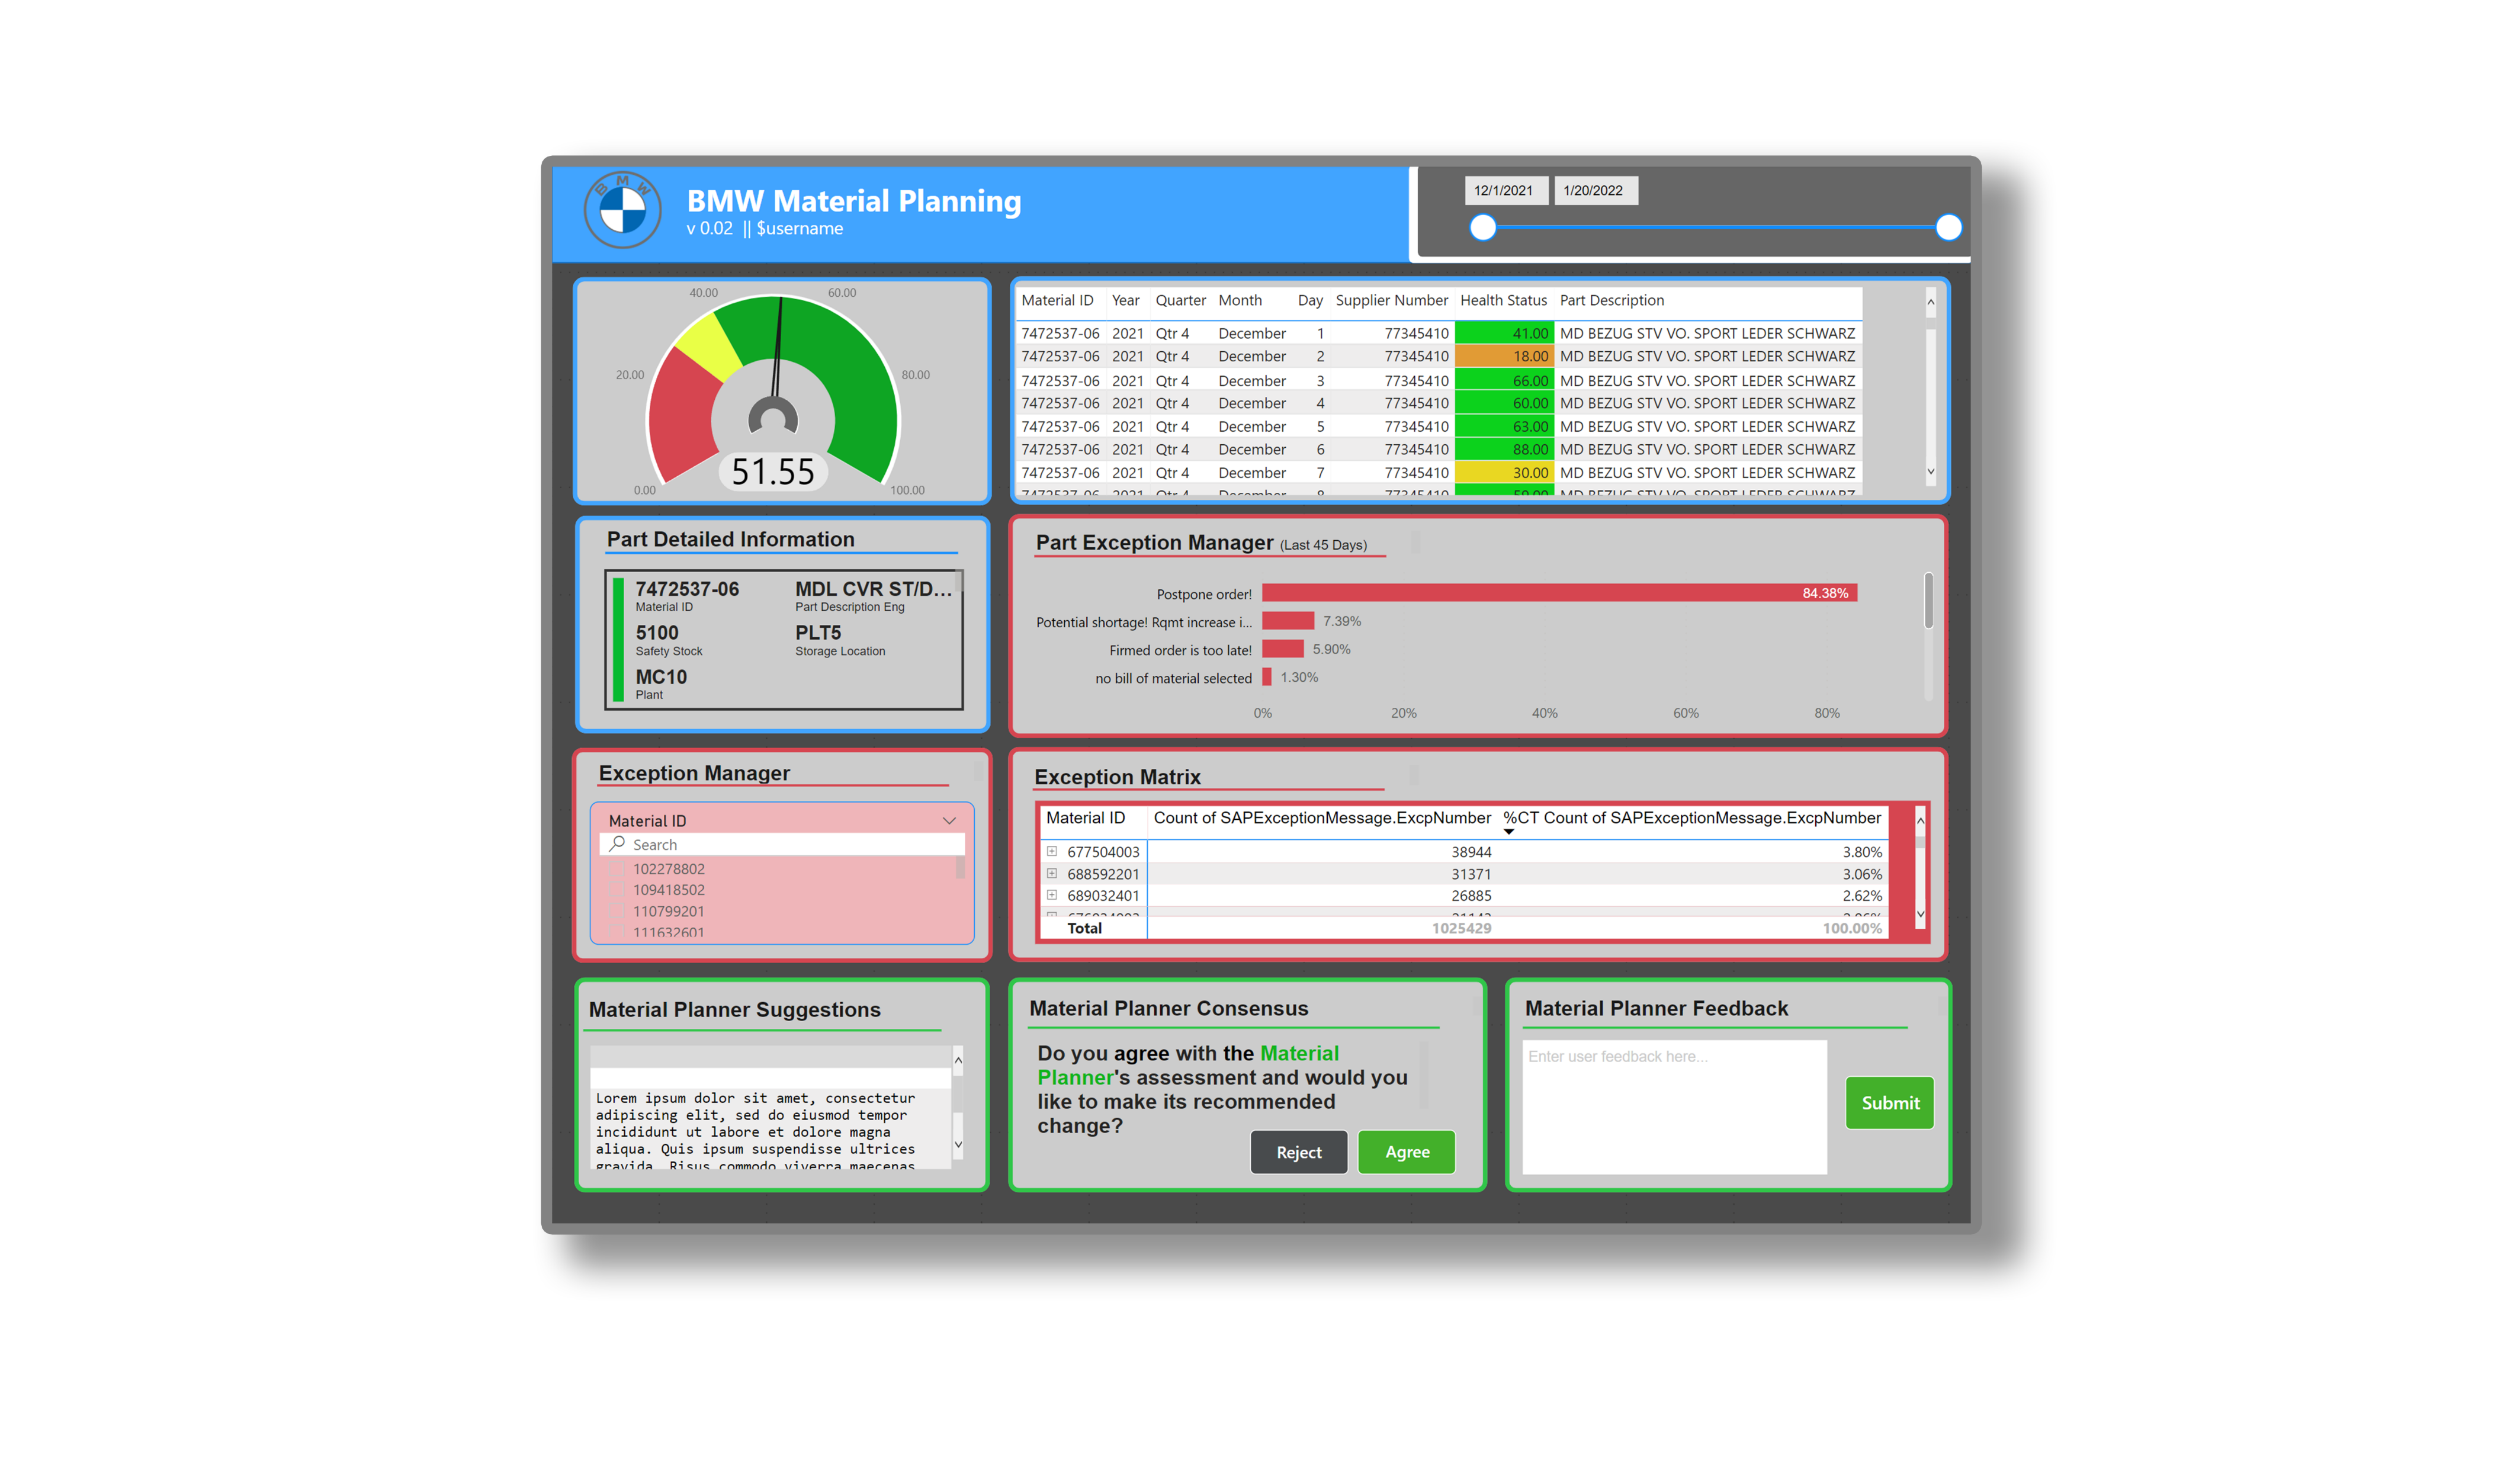 BMW
BMW Material Planning
v 0.02 || $username
12/1/2021 1/20/2022
40.00 60.00
20.00 80.00
0.00 100.00
51.55
Material ID Year Quarter Month Day Supplier Number Health Status Part Description
7472537-06 2021 Qtr 4 December 1 77345410 41.00 MD BEZUG STV VO. SPORT LEDER SCHWARZ
7472537-06 2021 Qtr 4 December 2 77345410 18.00 MD BEZUG STV VO. SPORT LEDER SCHWARZ
7472537-06 2021 Qtr 4 December 3 77345410 66.00 MD BEZUG STV VO. SPORT LEDER SCHWARZ
7472537-06 2021 Qtr 4 December 4 77345410 60.00 MD BEZUG STV VO. SPORT LEDER SCHWARZ
7472537-06 2021 Qtr 4 December 5 77345410 63.00 MD BEZUG STV VO. SPORT LEDER SCHWARZ
7472537-06 2021 Qtr 4 December 6 77345410 88.00 MD BEZUG STV VO. SPORT LEDER SCHWARZ
7472537-06 2021 Qtr 4 December 7 77345410 30.00 MD BEZUG STV VO. SPORT LEDER SCHWARZ
Part Detailed Information
7472537-06 MDL CVR ST/D...
Material ID Part Description Eng
5100 PLT5
Safety Stock Storage Location
MC10
Plant
Part Exception Manager (Last 45 Days)
Postpone order! 84.38%
Potential shortage! Rqmt increase i... 7.39%
Firmed order is too late! 5.90%
no bill of material selected 1.30%
0% 20% 40% 60% 80%
Exception Manager
Material ID
Search
102278802
109418502
110799201
111632601
Exception Matrix
Material ID Count of SAPExceptionMessage.ExcpNumber %CT Count of SAPExceptionMessage.ExcpNumber
677504003 38944 3.80%
688592201 31371 3.06%
689032401 26885 2.62%
Total 1025429 100.00%
Material Planner Suggestions
Lorem ipsum dolor sit amet, consectetur
adipiscing elit, sed do eiusmod tempor
incididunt ut labore et dolore magna
aliqua. Quis ipsum suspendisse ultrices
gravida. Risus commodo viverra maecenas
Material Planner Consensus
Do you agree with the Material
Planner's assessment and would you
like to make its recommended
change?
Reject Agree
Material Planner Feedback
Enter user feedback here...
Submit